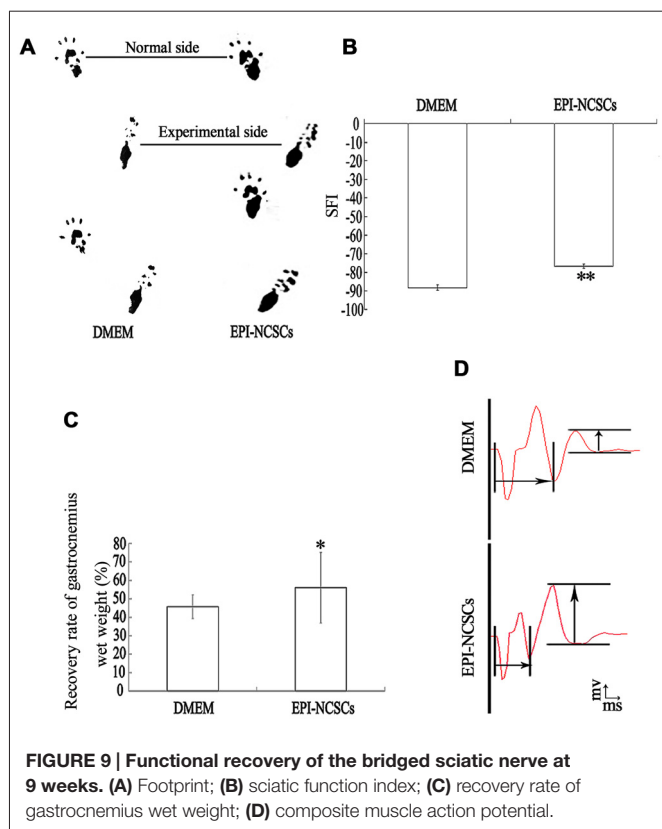 A
Normal side
Experimental side
DMEM
EPI-NCSCs
B
DMEM
EPI-NCSCs
SFI
0
-10
-20
-30
-40
-50
-60
-70
-80
-90
-100
**
C
Recovery rate of gastrocnemius
wet weight (%)
80
70
60
50
40
30
20
10
0
*
DMEM
EPI-NCSCs
D
DMEM
EPI-NCSCs
mv
ms
FIGURE 9 | Functional recovery of the bridged sciatic nerve at
9 weeks. (A) Footprint; (B) sciatic function index; (C) recovery rate of
gastrocnemius wet weight; (D) composite muscle action potential.